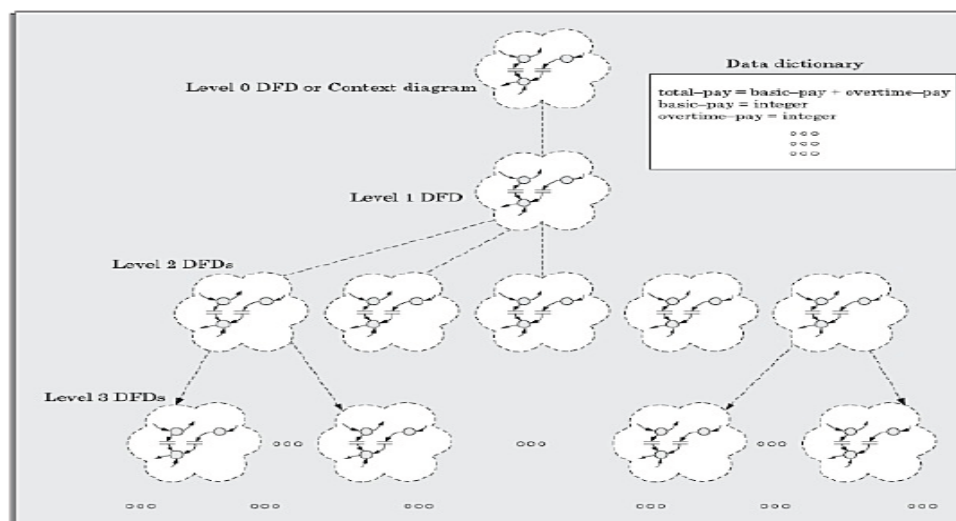 Level 0 DFD or Context diagram
Data dictionary
total–pay = basic–pay + overtime–pay
basic–pay = integer
overtime–pay = integer
Level 1 DFD
Level 2 DFDs
Level 3 DFDs